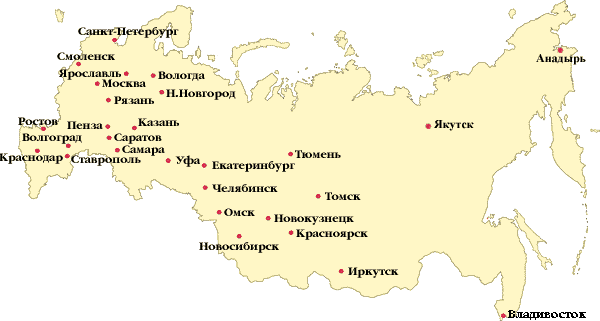 Санкт-Петербург
Смоленск
Анадырь
Ярославль
Вологда
Москва
Н.Новгород
Рязань
Ростов
Пенза
Казань
Якутск
Волгоград
Саратов
Самара
Краснодар
Ставрополь
Уфа
Тюмень
Екатеринбург
Челябинск
Томск
Омск
Новокузнецк
Красноярск
Новосибирск
Иркутск
Владивосток